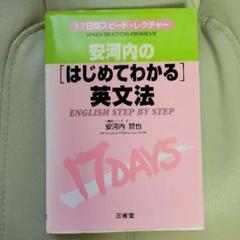 17日間スピード・レクチャー
SPEED TRAINING PROGRAM
安河内の
[はじめてわかる]
英文法
ENGLISH STEP BY STEP
安河内 哲也
17 DAYS
三省堂